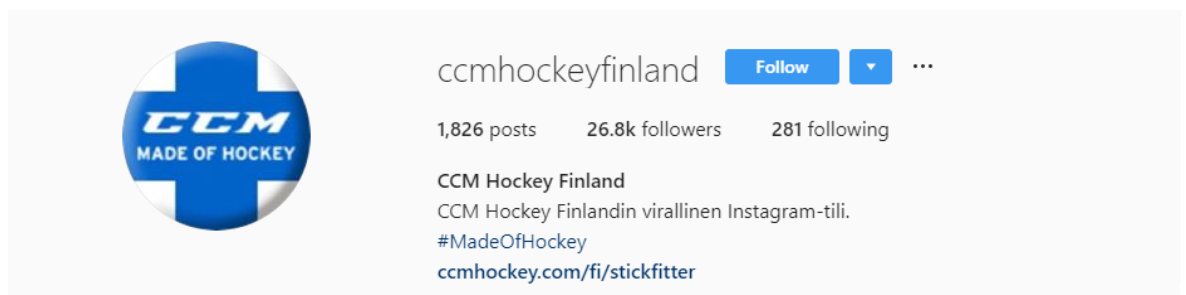 CCM
MADE OF HOCKEY
ccmhockeyfinland Follow ...
1,826 posts 26.8k followers 281 following
CCM Hockey Finland
CCM Hockey Finlandin virallinen Instagram-tili.
#MadeOfHockey
ccmhockey.com/fi/stickfitter